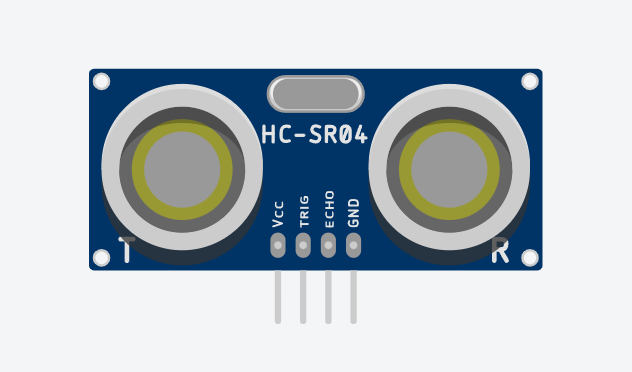 HC-SR04
Vcc
TRIG
ECHO
GND
T
R